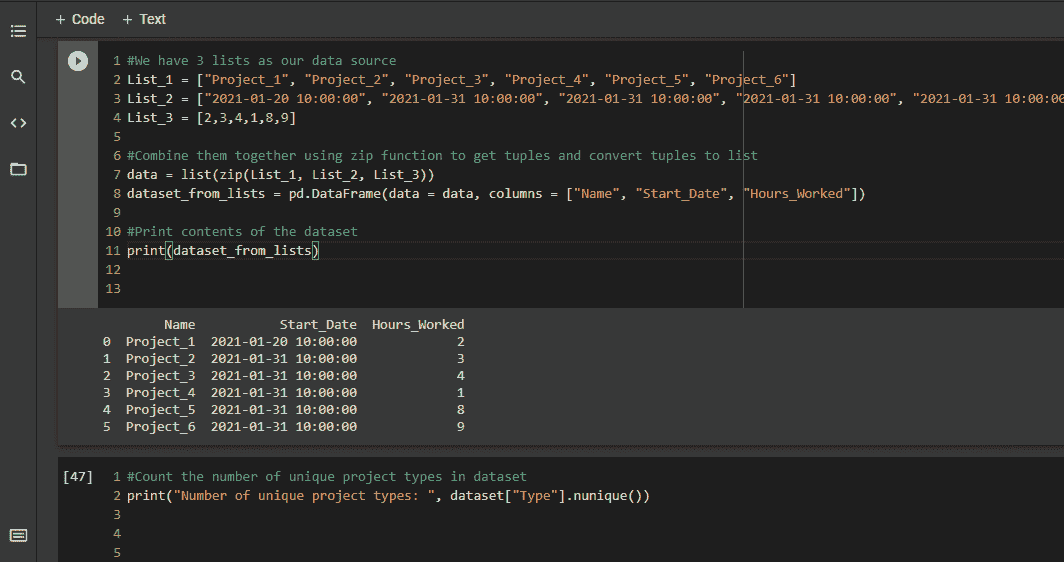 + Code + Text
1 #We have 3 lists as our data source
2 List_1 = ["Project_1", "Project_2", "Project_3", "Project_4", "Project_5", "Project_6"]
3 List_2 = ["2021-01-20 10:00:00", "2021-01-31 10:00:00", "2021-01-31 10:00:00", "2021-01-31 10:00:00", "2021-01-31 10:00:00
4 List_3 = [2,3,4,1,8,9]
5
6 #Combine them together using zip function to get tuples and convert tuples to list
7 data = list(zip(List_1, List_2, List_3))
8 dataset_from_lists = pd.DataFrame(data = data, columns = ["Name", "Start_Date", "Hours_Worked"])
9
10 #Print contents of the dataset
11 print(dataset_from_lists)
12
13
Name Start_Date Hours_Worked
0 Project_1 2021-01-20 10:00:00 2
1 Project_2 2021-01-31 10:00:00 3
2 Project_3 2021-01-31 10:00:00 4
3 Project_4 2021-01-31 10:00:00 1
4 Project_5 2021-01-31 10:00:00 8
5 Project_6 2021-01-31 10:00:00 9
[47] 1 #Count the number of unique project types in dataset
2 print("Number of unique project types: ", dataset["Type"].nunique())
3
4
5